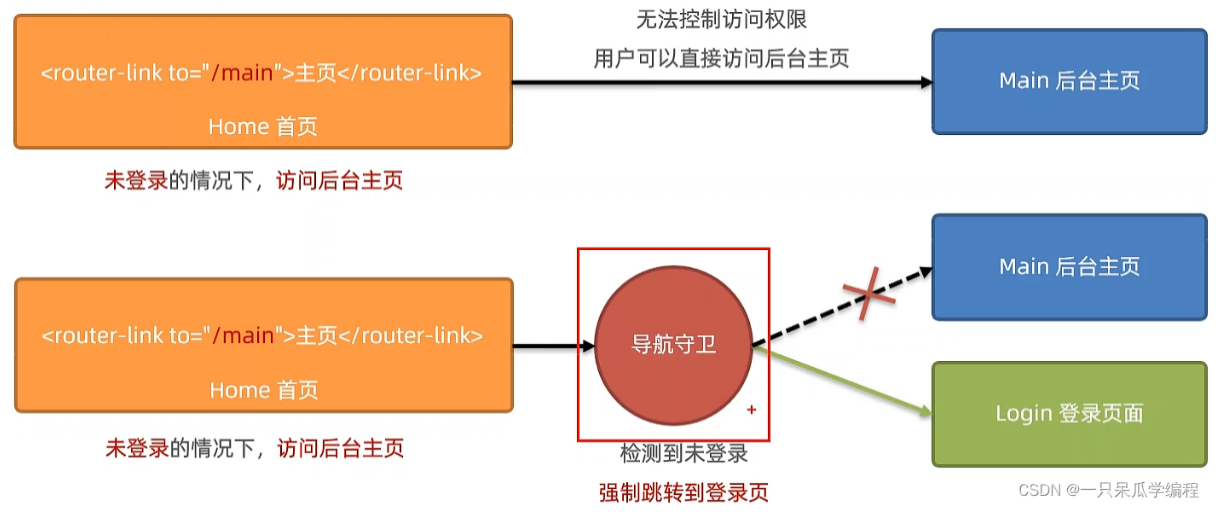 无法控制访问权限
用户可以直接访问后台主页
<router-link to="/main">主页</router-link>
Home 首页
Main 后台主页
未登录的情况下，访问后台主页
<router-link to="/main">主页</router-link>
Home 首页
导航守卫
+
Main 后台主页
Login 登录页面
未登录的情况下，访问后台主页
检测到未登录
强制跳转到登录页
CSDN @一只呆瓜学编程